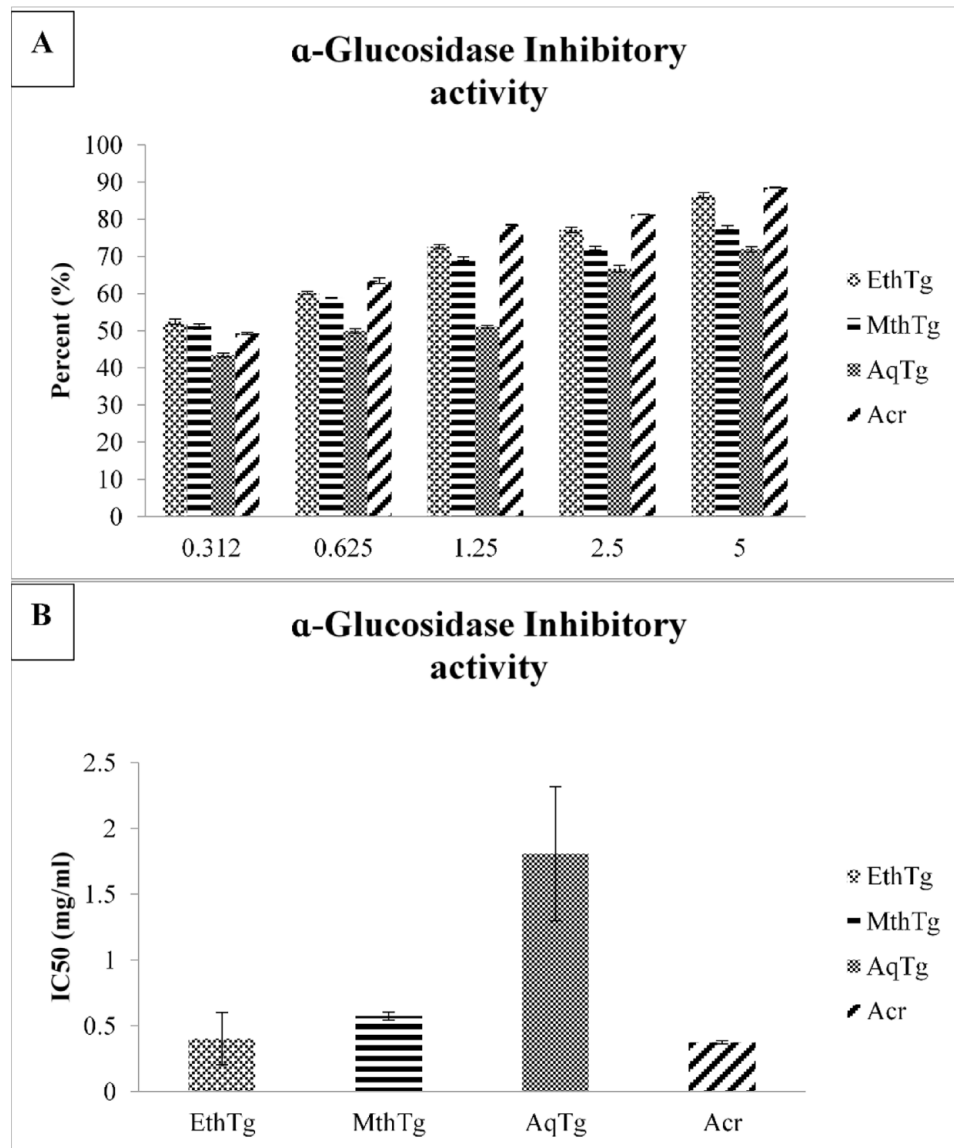 A
α-Glucosidase Inhibitory
activity
Percent (%)
100
90
80
70
60
50
40
30
20
10
0
0.312 0.625 1.25 2.5 5
EthTg
MthTg
AqTg
Acr
B
α-Glucosidase Inhibitory
activity
IC50 (mg/ml)
2.5
2
1.5
1
0.5
0
EthTg MthTg AqTg Acr
EthTg
MthTg
AqTg
Acr